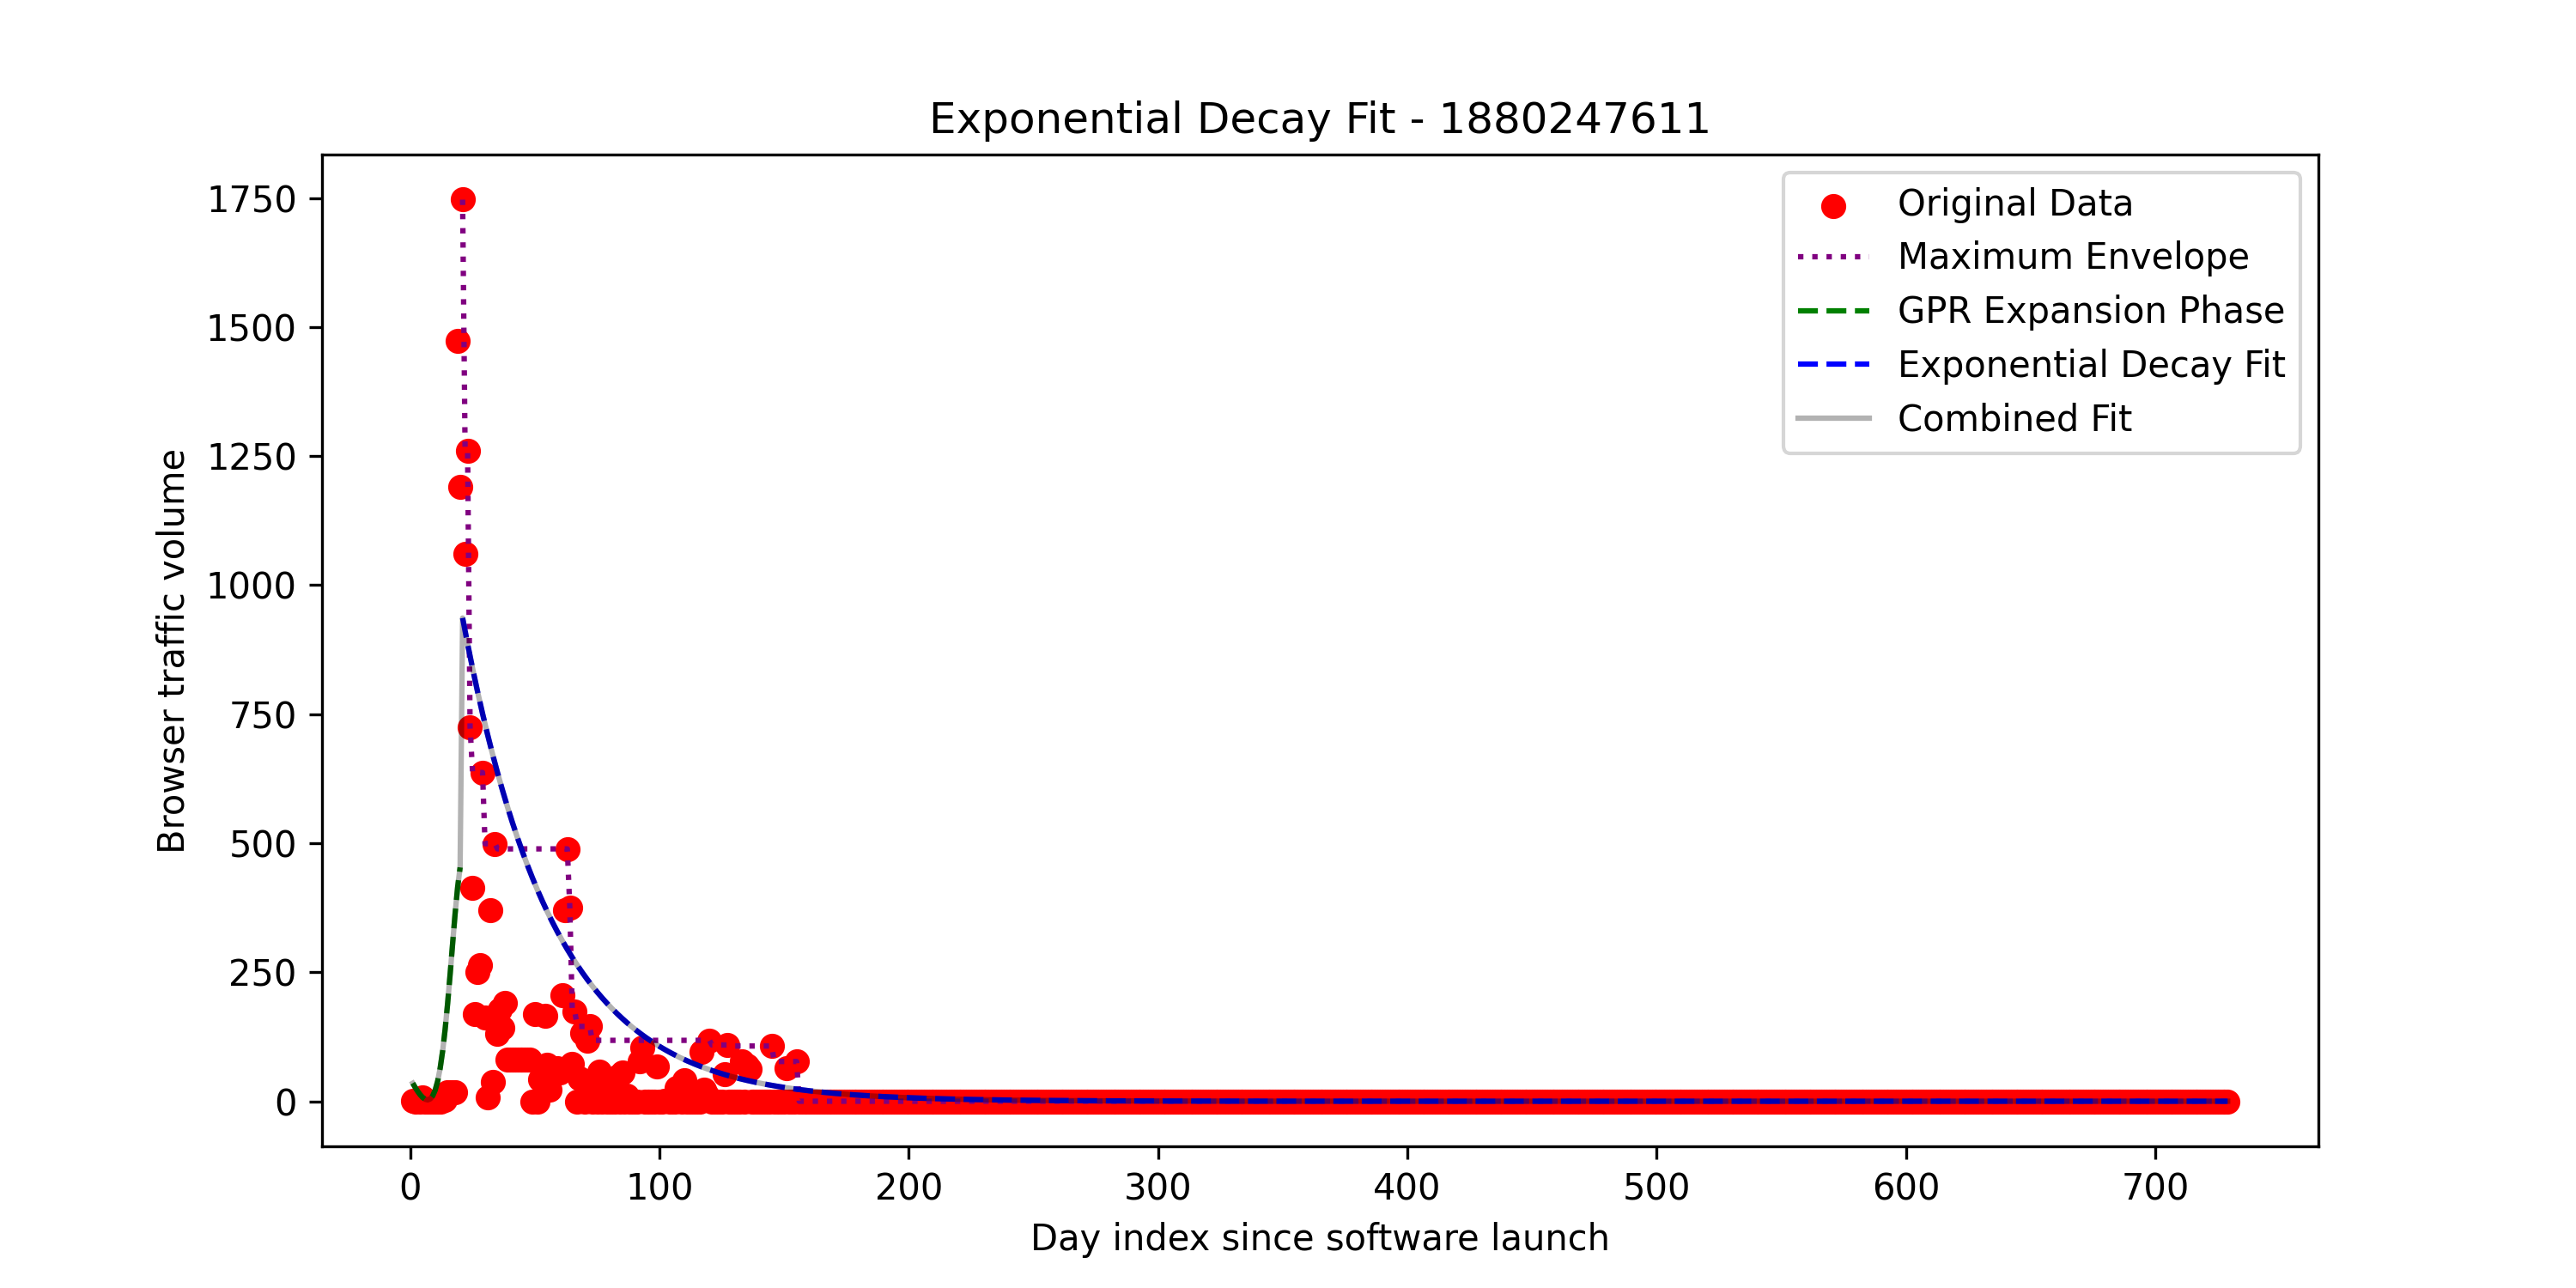 Exponential Decay Fit - 1880247611
Original Data
Maximum Envelope
GPR Expansion Phase
Exponential Decay Fit
Combined Fit
Browser traffic volume
1750
1500
1250
1000
750
500
250
0
0 100 200 300 400 500 600 700
Day index since software launch